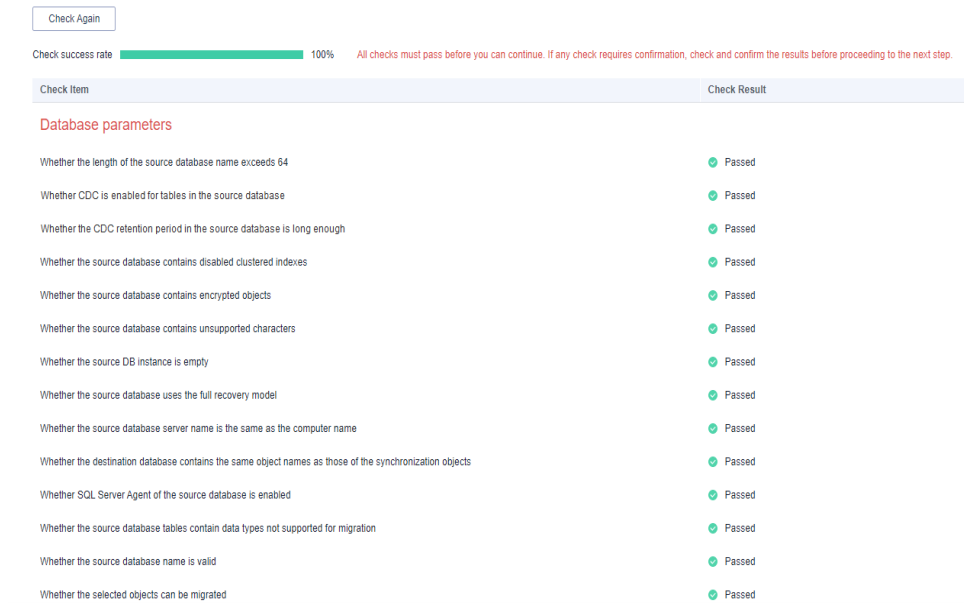 Check Again
Check success rate 100% All checks must pass before you can continue. If any check requires confirmation, check and confirm the results before proceeding to the next step.
Check Item Check Result
Database parameters
Whether the length of the source database name exceeds 64 Passed
Whether CDC is enabled for tables in the source database Passed
Whether the CDC retention period in the source database is long enough Passed
Whether the source database contains disabled clustered indexes Passed
Whether the source database contains encrypted objects Passed
Whether the source database contains unsupported characters Passed
Whether the source DB instance is empty Passed
Whether the source database uses the full recovery model Passed
Whether the source database server name is the same as the computer name Passed
Whether the destination database contains the same object names as those of the synchronization objects Passed
Whether SQL Server Agent of the source database is enabled Passed
Whether the source database tables contain data types not supported for migration Passed
Whether the source database name is valid Passed
Whether the selected objects can be migrated Passed